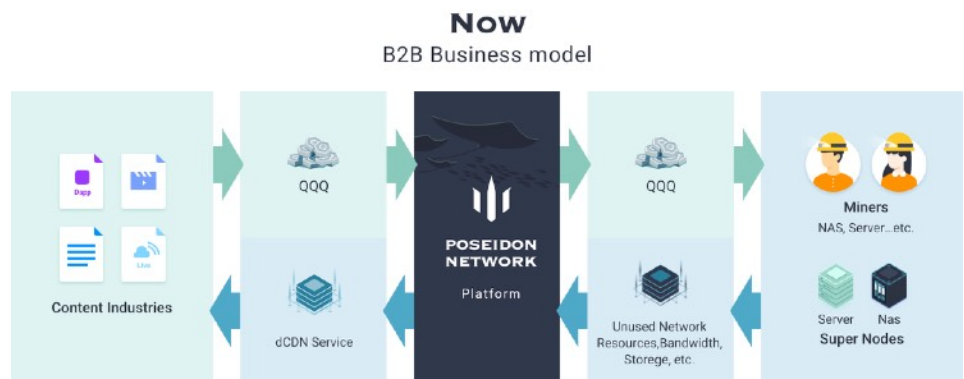 Now
B2B Business model
Dapp
Live
Content Industries
QQQ
dCDN Service
POSEIDON
NETWORK
Platform
QQQ
Unused Network
Resources,Bandwidth,
Storege, etc.
Miners
NAS, Server...etc.
Server
Nas
Super Nodes